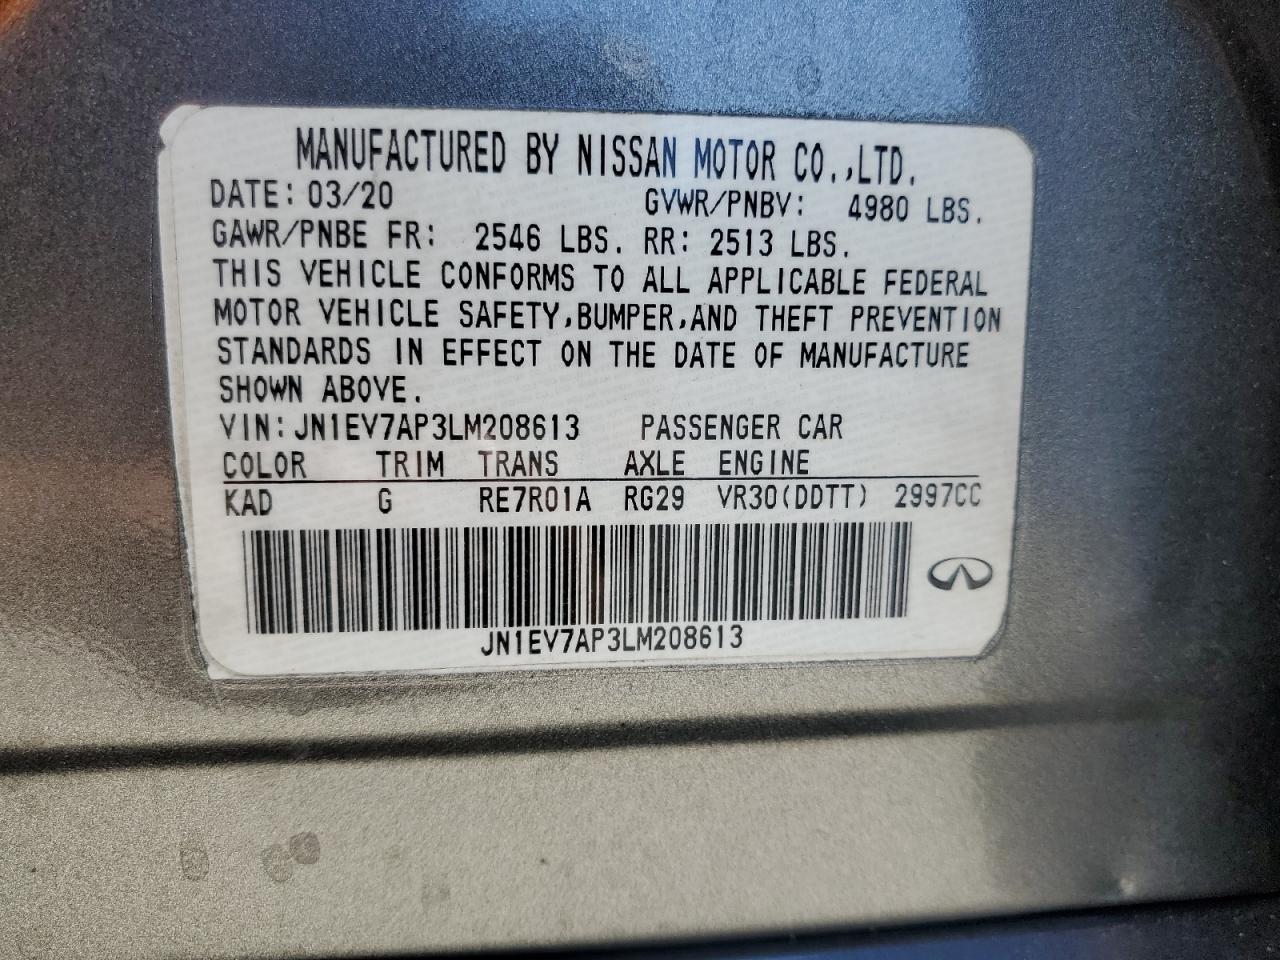 MANUFACTURED BY NISSAN MOTOR CO.,LTD.
DATE: 03/20 GVWR/PNBV: 4980 LBS.
GAWR/PNBE FR: 2546 LBS. RR: 2513 LBS.
THIS VEHICLE CONFORMS TO ALL APPLICABLE FEDERAL
MOTOR VEHICLE SAFETY,BUMPER,AND THEFT PREVENTION
STANDARDS IN EFFECT ON THE DATE OF MANUFACTURE
SHOWN ABOVE.
VIN: JN1EV7AP3LM208613 PASSENGER CAR
COLOR TRIM TRANS AXLE ENGINE
KAD G RE7R01A RG29 VR30(DDTT) 2997CC
JN1EV7AP3LM208613